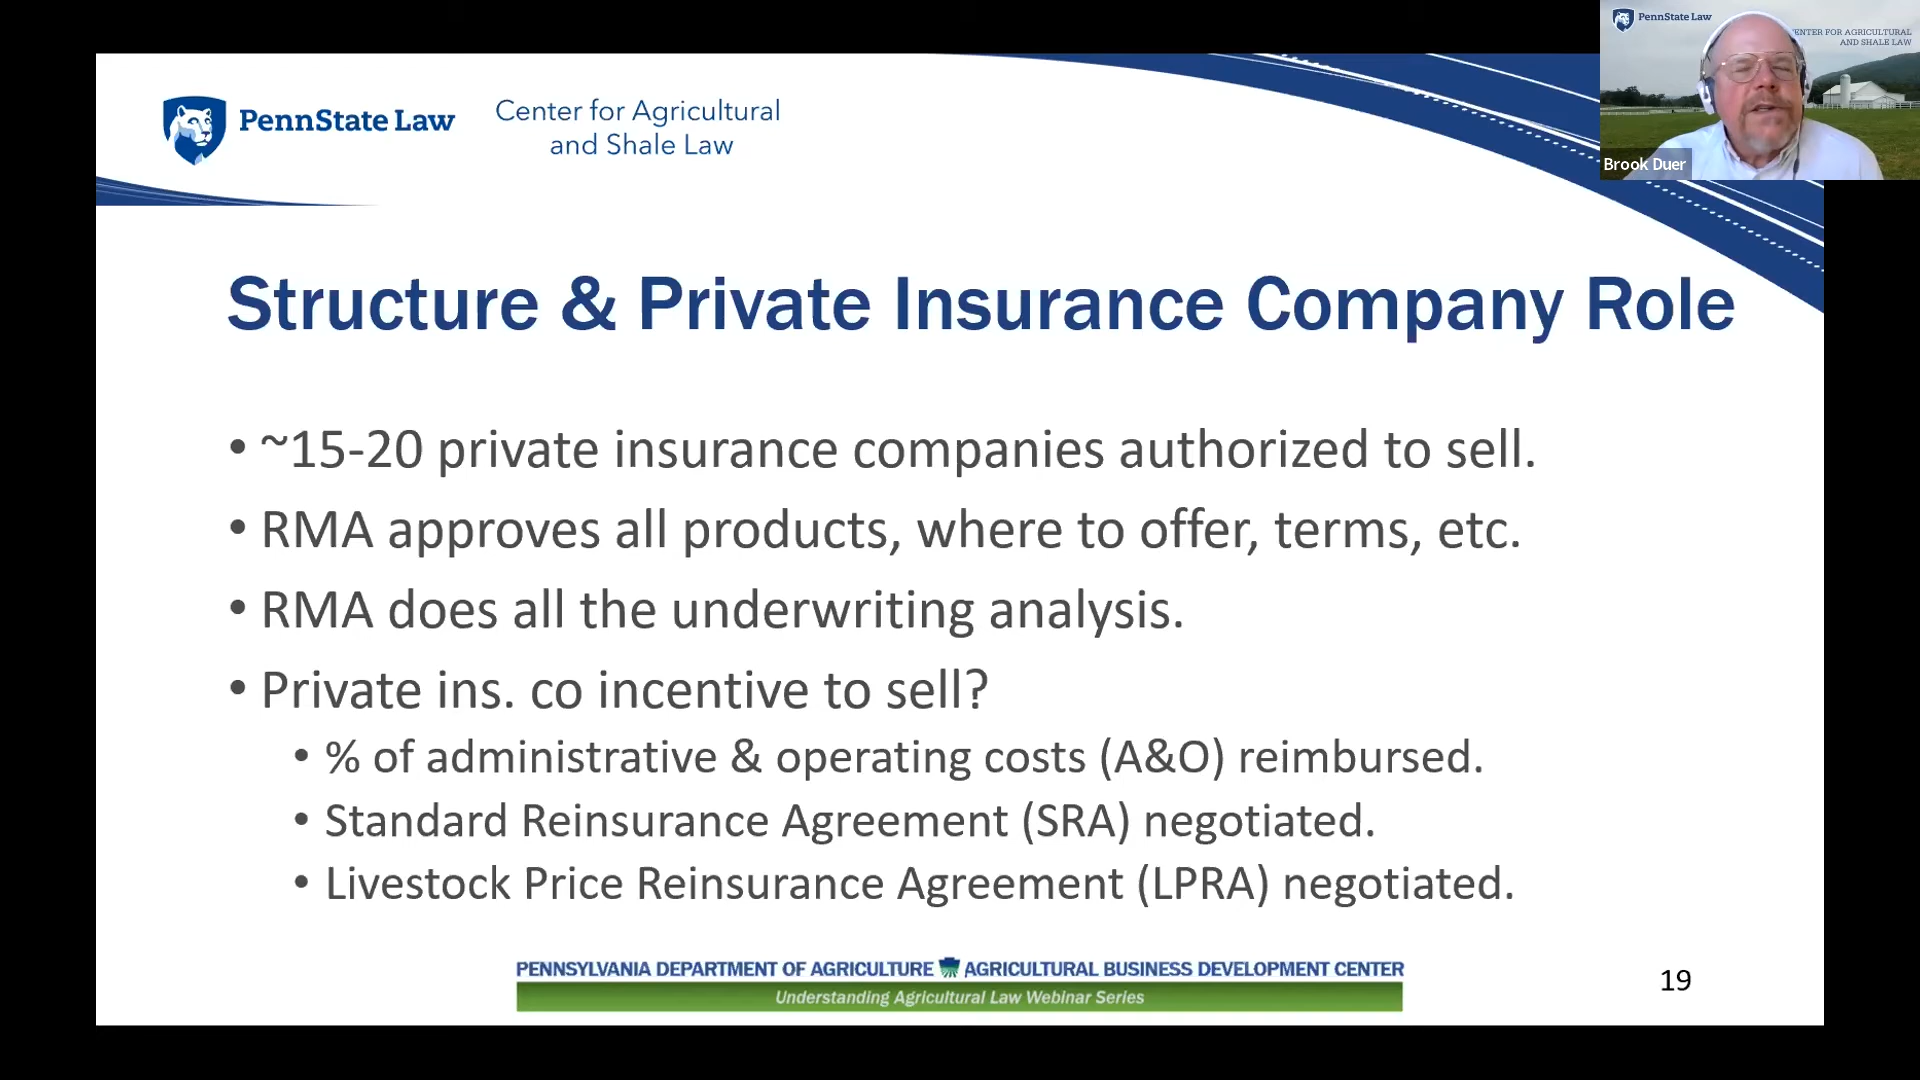 PennState Law
Center for Agricultural
and Shale Law
PennState Law
ENTER FOR AGRICULTURAL
AND SHALE LAW
Brook Duer
Structure & Private Insurance Company Role
• ~15-20 private insurance companies authorized to sell.
• RMA approves all products, where to offer, terms, etc.
• RMA does all the underwriting analysis.
• Private ins. co incentive to sell?
• % of administrative & operating costs (A&O) reimbursed.
• Standard Reinsurance Agreement (SRA) negotiated.
• Livestock Price Reinsurance Agreement (LPRA) negotiated.
PENNSYLVANIA DEPARTMENT OF AGRICULTURE AGRICULTURAL BUSINESS DEVELOPMENT CENTER
Understanding Agricultural Law Webinar Series
19